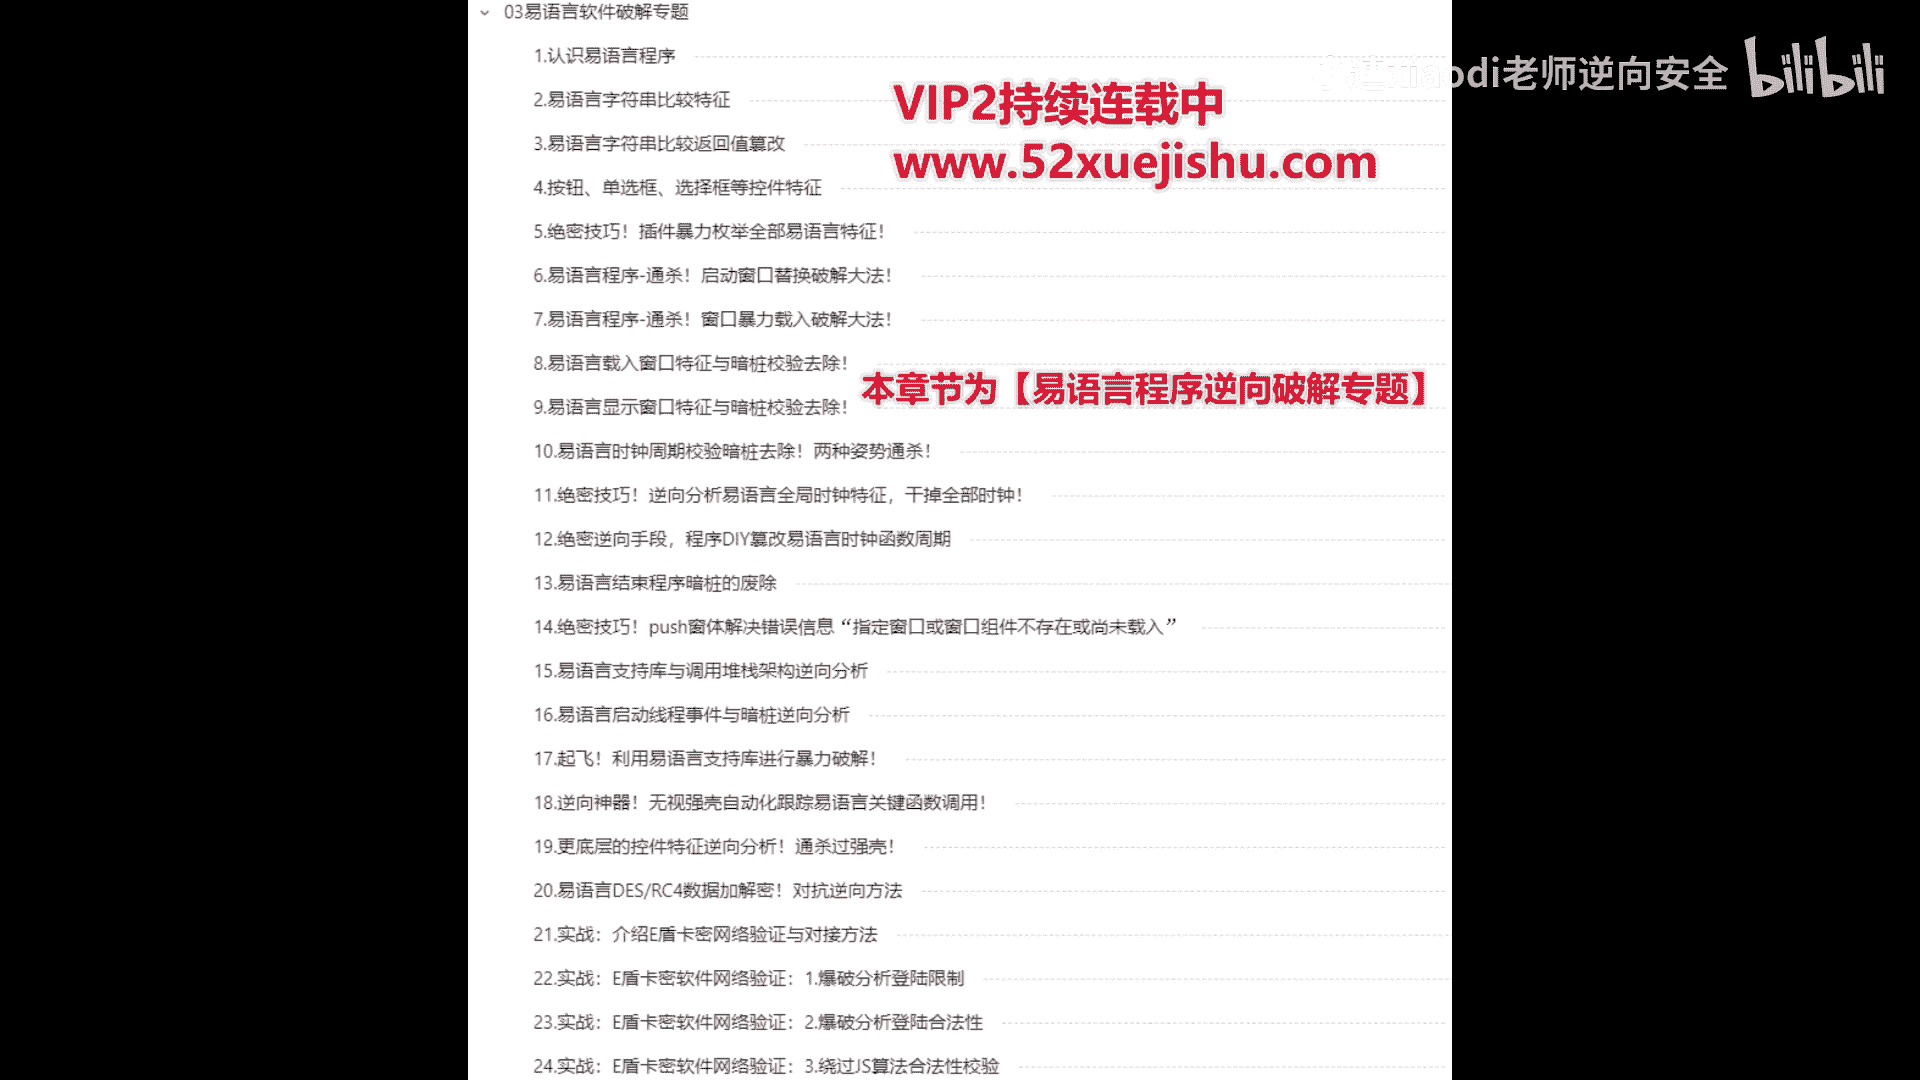 03易语言软件破解专题
1.认识易语言程序
odi老师逆向安全 bilibili
2.易语言字符串比较特征
VIP2持续连载中
3.易语言字符串比较返回值篡改
www.52xuejishu.com
4.按钮、单选框、选择框等控件特征
5.绝密技巧！插件暴力枚举全部易语言特征！
6.易语言程序-通杀！启动窗口替换破解大法！
7.易语言程序-通杀！窗口暴力载入破解大法！
8.易语言载入窗口特征与暗桩校验去除！
本章节为【易语言程序逆向破解专题】
9.易语言显示窗口特征与暗桩校验去除！
10.易语言时钟周期校验暗桩去除！两种姿势通杀！
11.绝密技巧！逆向分析易语言全局时钟特征，干掉全部时钟！
12.绝密逆向手段，程序DIY篡改易语言时钟函数周期
13.易语言结束程序暗桩的废除
14.绝密技巧！push窗体解决错误信息“指定窗口或窗口组件不存在或尚未载入”
15.易语言支持库与调用堆栈架构逆向分析
16.易语言启动线程事件与暗桩逆向分析
17.起飞！利用易语言支持库进行暴力破解！
18.逆向神器！无视强壳自动化跟踪易语言关键函数调用！
19.更底层的控件特征逆向分析！通杀过强壳！
20.易语言DES/RC4数据加解密！对抗逆向方法
21.实战：介绍E盾卡密网络验证与对接方法
22.实战：E盾卡密软件网络验证：1.爆破分析登陆限制
23.实战：E盾卡密软件网络验证：2.爆破分析登陆合法性
24.实战：E盾卡密软件网络验证：3.绕过JS算法合法性校验